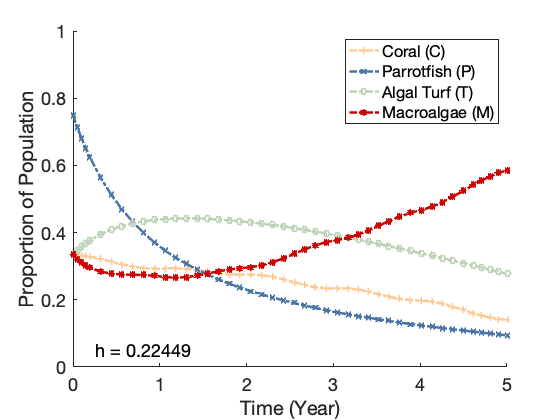 1
0.8
0.6
0.4
0.2
0
0 1 2 3 4 5
Proportion of Population
Time (Year)
Coral (C)
Parrotfish (P)
Algal Turf (T)
Macroalgae (M)
h = 0.22449